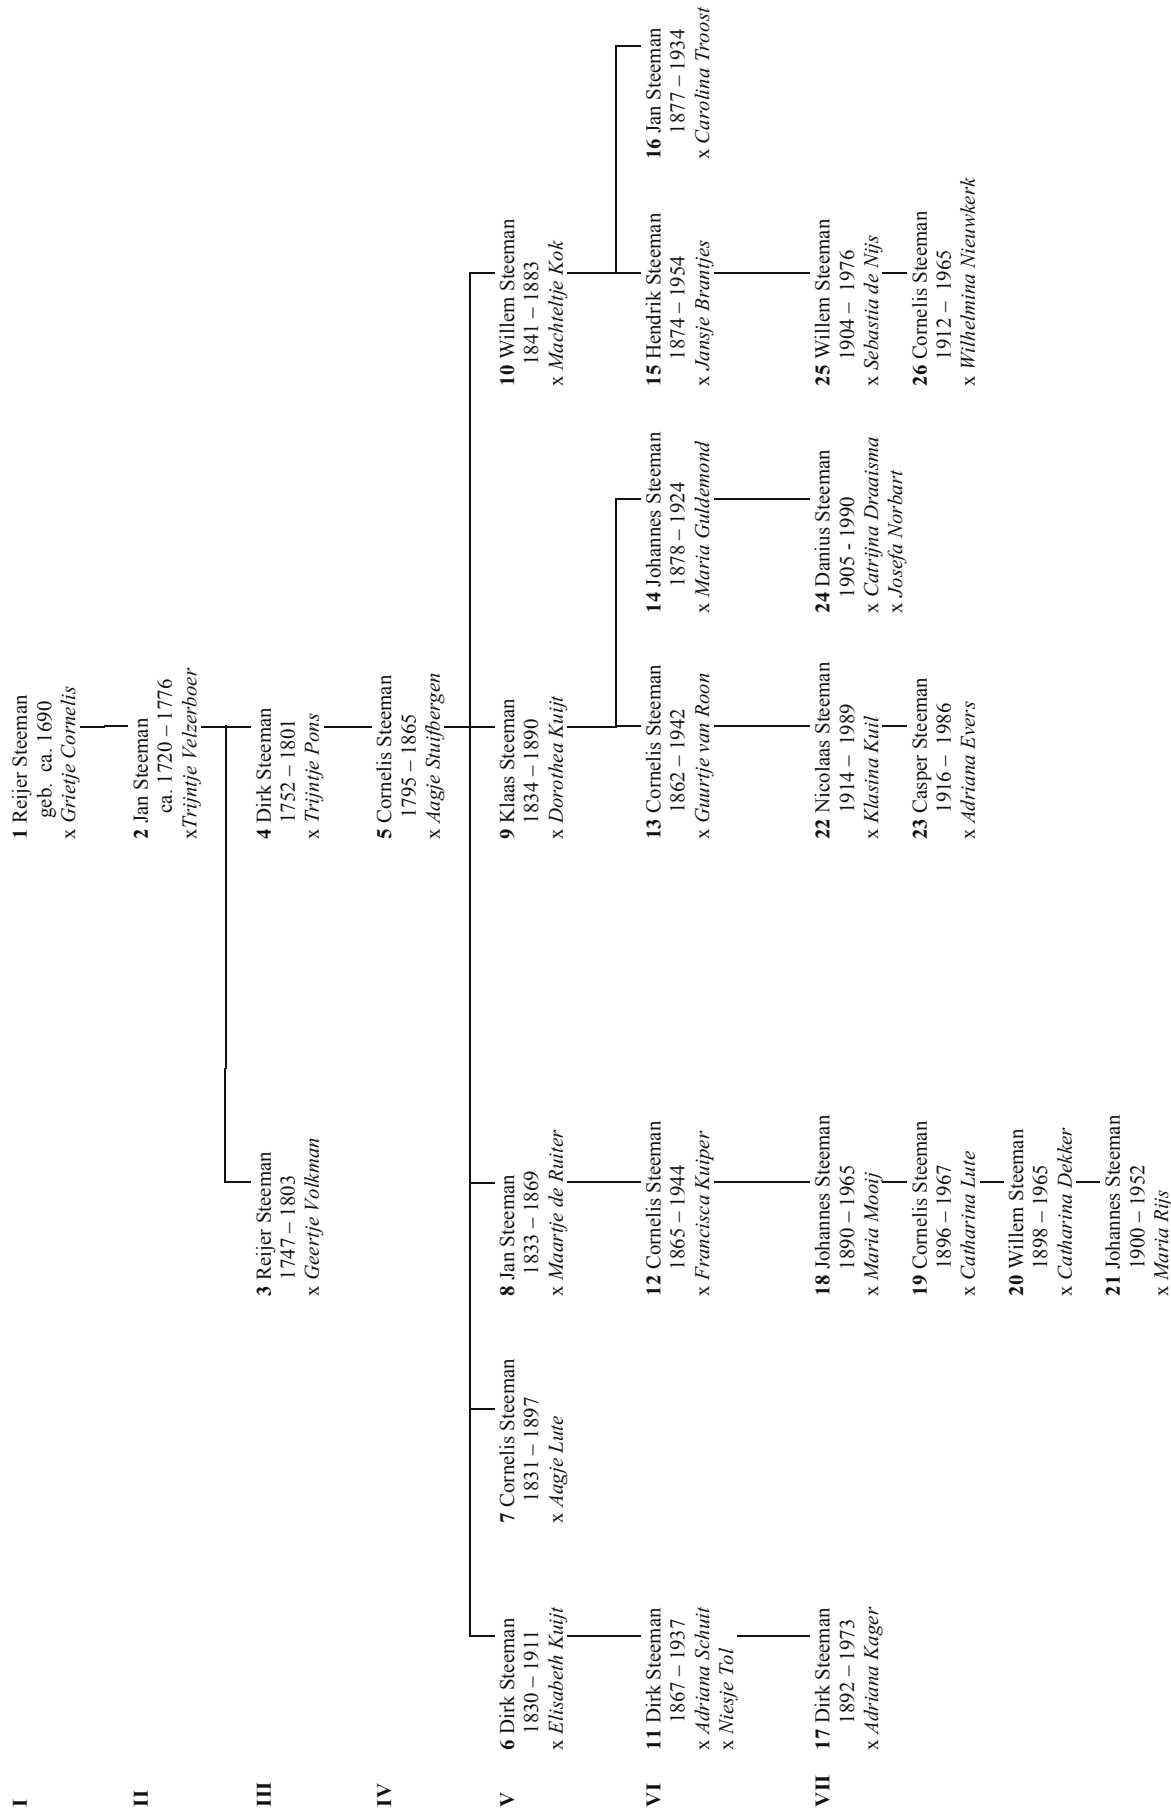 I
1 Reijer Steeman
geb. ca. 1690
x Grietje Cornelis
II
2 Jan Steeman
ca. 1720 – 1776
xTrijntje Velzerboer
III
3 Reijer Steeman
1747 – 1803
x Geertje Volkman
4 Dirk Steeman
1752 – 1801
x Trijntje Pons
IV
5 Cornelis Steeman
1795 – 1865
x Aagje Stuifbergen
V
6 Dirk Steeman
1830 – 1911
x Elisabeth Kuijt
7 Cornelis Steeman
1831 – 1897
x Aagje Lute
8 Jan Steeman
1833 – 1869
x Maartje de Ruiter
9 Klaas Steeman
1834 – 1890
x Dorothea Kuijt
10 Willem Steeman
1841 – 1883
x Machteltje Kok
VI
11 Dirk Steeman
1867 – 1937
x Adriana Schuit
x Niesje Tol
12 Cornelis Steeman
1865 – 1944
x Francisca Kuiper
13 Cornelis Steeman
1862 – 1942
x Guurtje van Roon
14 Johannes Steeman
1878 – 1924
x Maria Guldemond
15 Hendrik Steeman
1874 – 1954
x Jansje Brantjes
16 Jan Steeman
1877 – 1934
x Carolina Troost
VII
17 Dirk Steeman
1892 – 1973
x Adriana Kager
18 Johannes Steeman
1890 – 1965
x Maria Mooij
19 Cornelis Steeman
1896 – 1967
x Catharina Lute
20 Willem Steeman
1898 – 1965
x Catharina Dekker
21 Johannes Steeman
1900 – 1952
x Maria Rijs
22 Nicolaas Steeman
1914 – 1989
x Klasina Kuil
23 Casper Steeman
1916 – 1986
x Adriana Evers
24 Danius Steeman
1905 - 1990
x Catrijna Draaisma
x Josefa Norbart
25 Willem Steeman
1904 – 1976
x Sebastia de Nijs
26 Cornelis Steeman
1912 – 1965
x Wilhelmina Nieuwkerk